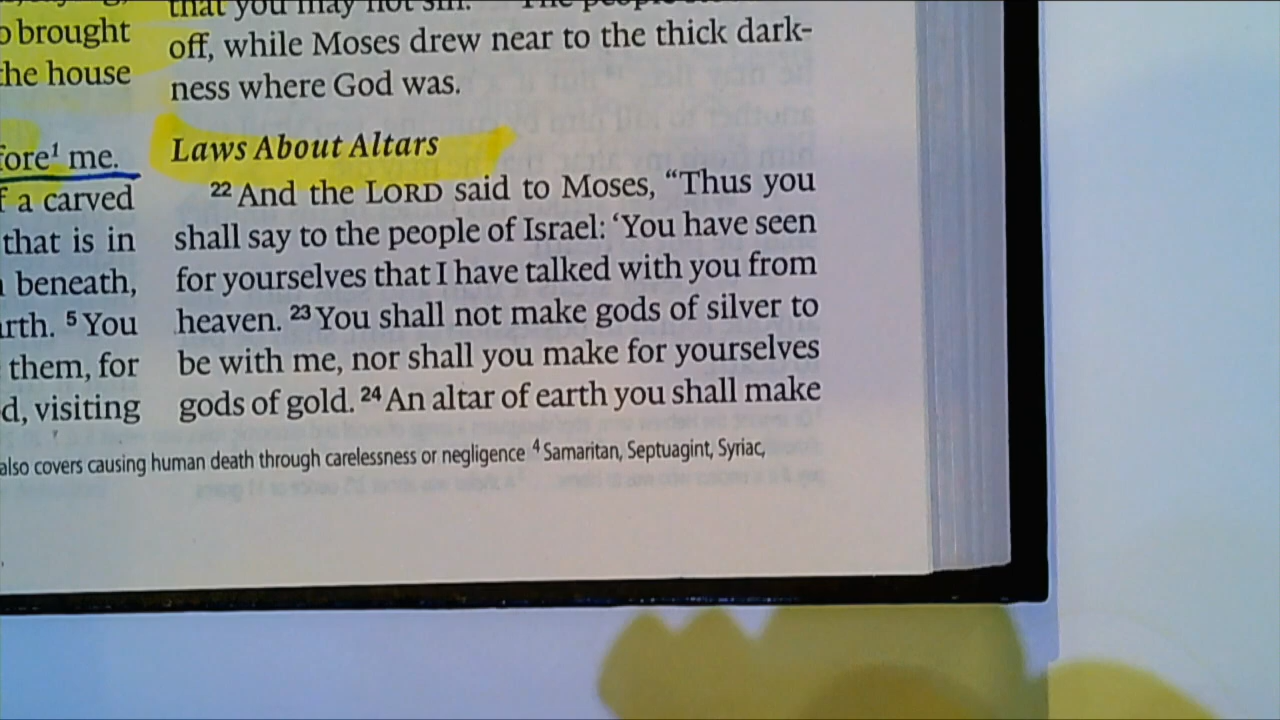 brought
the house
fore¹ me.
a carved
that is in
beneath,
⁵ You
them, for
visiting
that you may not sin. The people
off, while Moses drew near to the thick dark-
ness where God was.
Laws About Altars
²² And the LORD said to Moses, “Thus you
shall say to the people of Israel: ‘You have seen
for yourselves that I have talked with you from
heaven. ²³ You shall not make gods of silver to
be with me, nor shall you make for yourselves
gods of gold. ²⁴ An altar of earth you shall make
also covers causing human death through carelessness or negligence ⁴ Samaritan, Septuagint, Syriac,